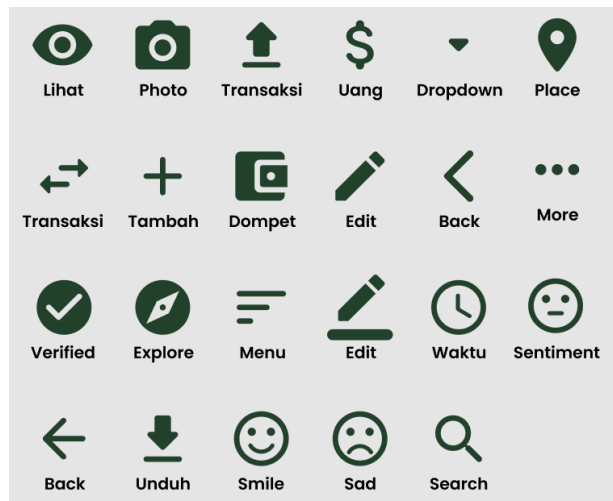 Lihat Photo Transaksi Uang Dropdown Place
Transaksi Tambah Dompet Edit Back More
Verified Explore Menu Edit Waktu Sentiment
Back Unduh Smile Sad Search